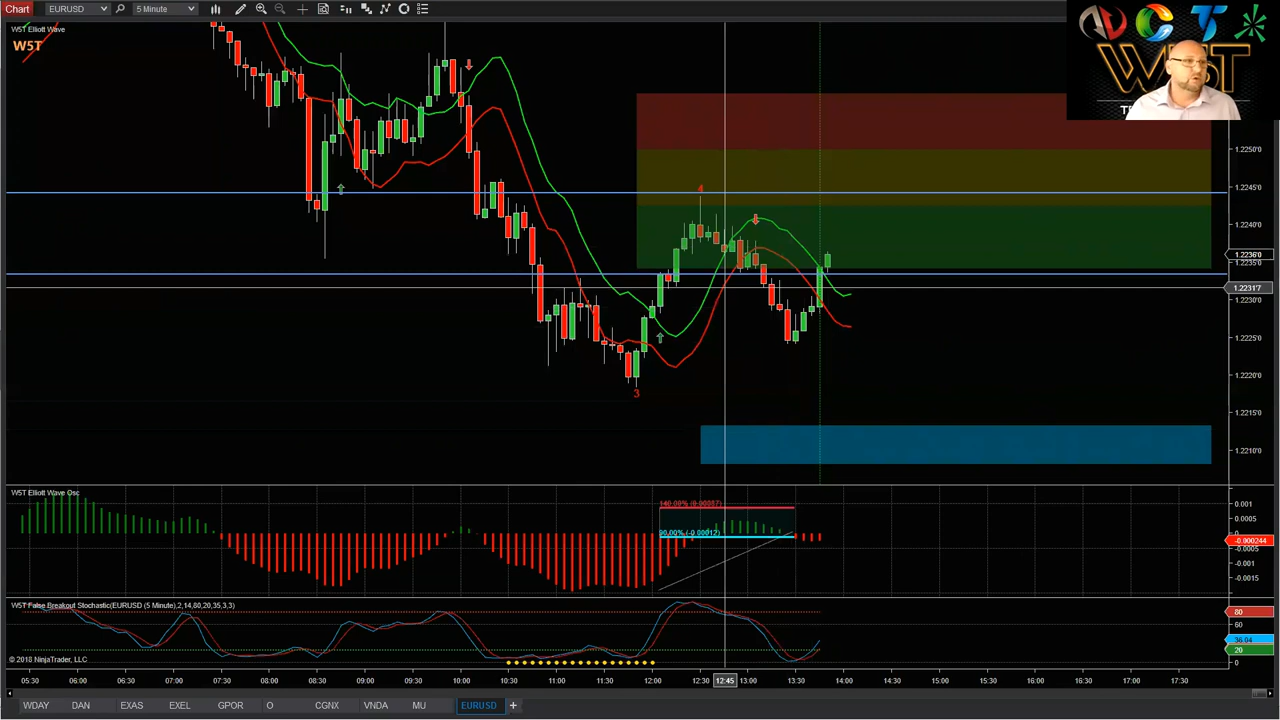 Chart EURUSD 5 Minute
W5T Elliott Wave
W5T
W5T
4
3
1.2250'0
1.2245'0
1.2240'0
1.2236'0
1.2235'0
1.2231'7
1.2230'0
1.2225'0
1.2220'0
1.2215'0
1.2210'0
W5T Elliott Wave Osc
0.001
0.0005
-0.000244
-0.0005
-0.001
-0.0015
W5T False Breakout Stochastic(EURUSD (5 Minute),2,14,80,20,35,3,3)
80
60
36.04
20
0
© 2018 NinjaTrader, LLC
05:30 06:00 06:30 07:00 07:30 08:00 08:30 09:00 09:30 10:00 10:30 11:00 11:30 12:00 12:30 12:45 13:00 13:30 14:00 14:30 15:00 15:30 16:00 16:30 17:00 17:30
WDAY DAN EXAS EXEL GPOR O CGNX VNDA MU EURUSD +